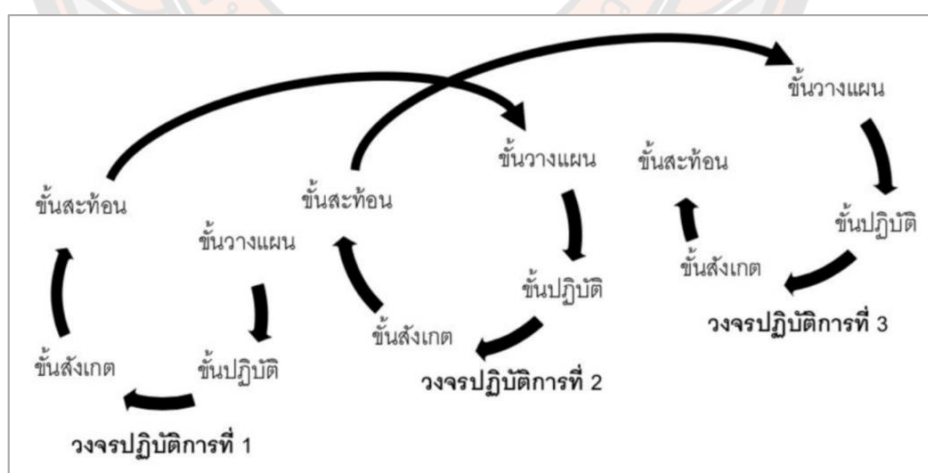 ขั้นสะท้อน
ขั้นวางแผน
ขั้นสังเกต
ขั้นปฏิบัติ
วงจรปฏิบัติการที่ 1
ขั้นสะท้อน
ขั้นวางแผน
ขั้นสังเกต
ขั้นปฏิบัติ
วงจรปฏิบัติการที่ 2
ขั้นสะท้อน
ขั้นวางแผน
ขั้นสังเกต
ขั้นปฏิบัติ
วงจรปฏิบัติการที่ 3